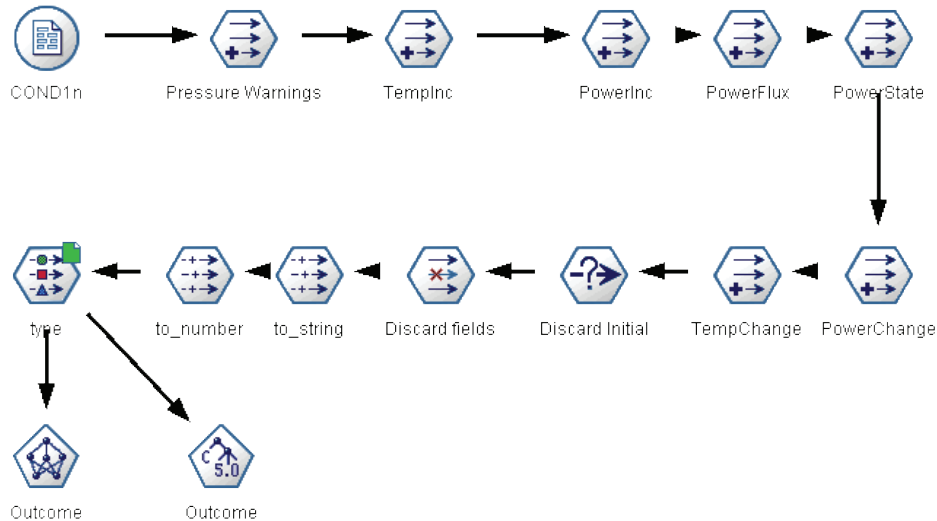 COND1n
Pressure Warnings
TempInc
PowerInc
PowerFlux
PowerState
type
to_number
to_string
Discard fields
Discard Initial
TempChange
PowerChange
C 5.0
Outcome
Outcome